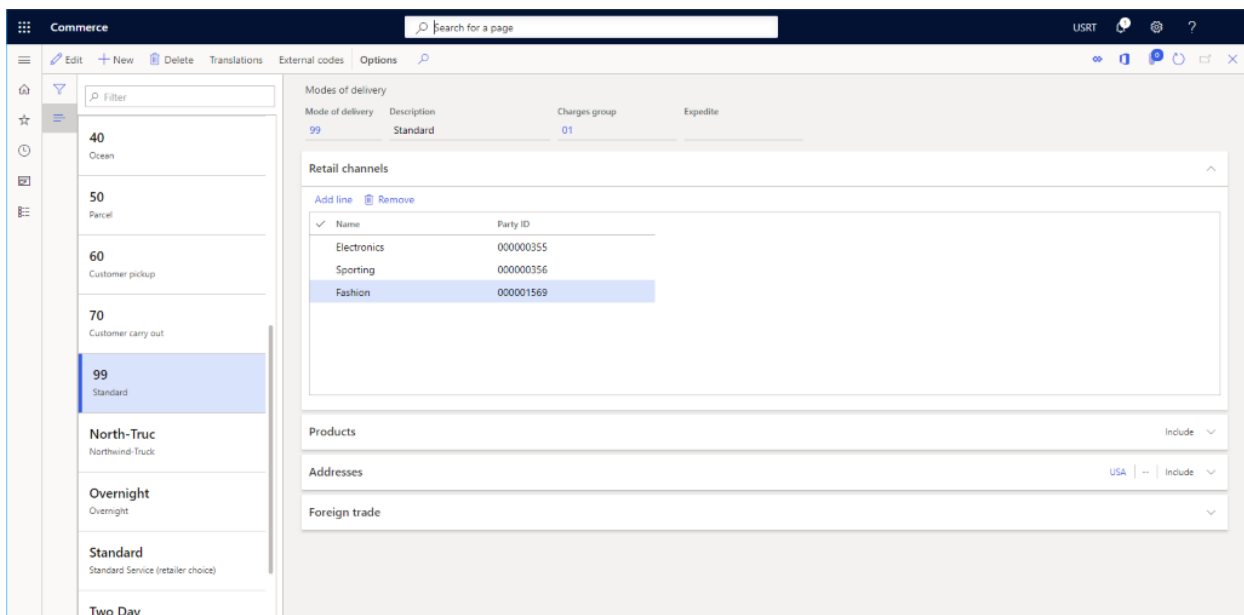 Commerce
Search for a page
USRT
1
?
Edit New Delete Translations External codes Options
0
Filter
40
Ocean
50
Parcel
60
Customer pickup
70
Customer carry out
99
Standard
North-Truc
Northwind-Truck
Overnight
Overnight
Standard
Standard Service (retailer choice)
Two Day
Modes of delivery
Mode of delivery Description Charges group Expedite
99 Standard 01
Retail channels
Add line Remove
Name Party ID
Electronics 000000355
Sporting 000000356
Fashion 000001569
Products Include
Addresses USA -- Include
Foreign trade